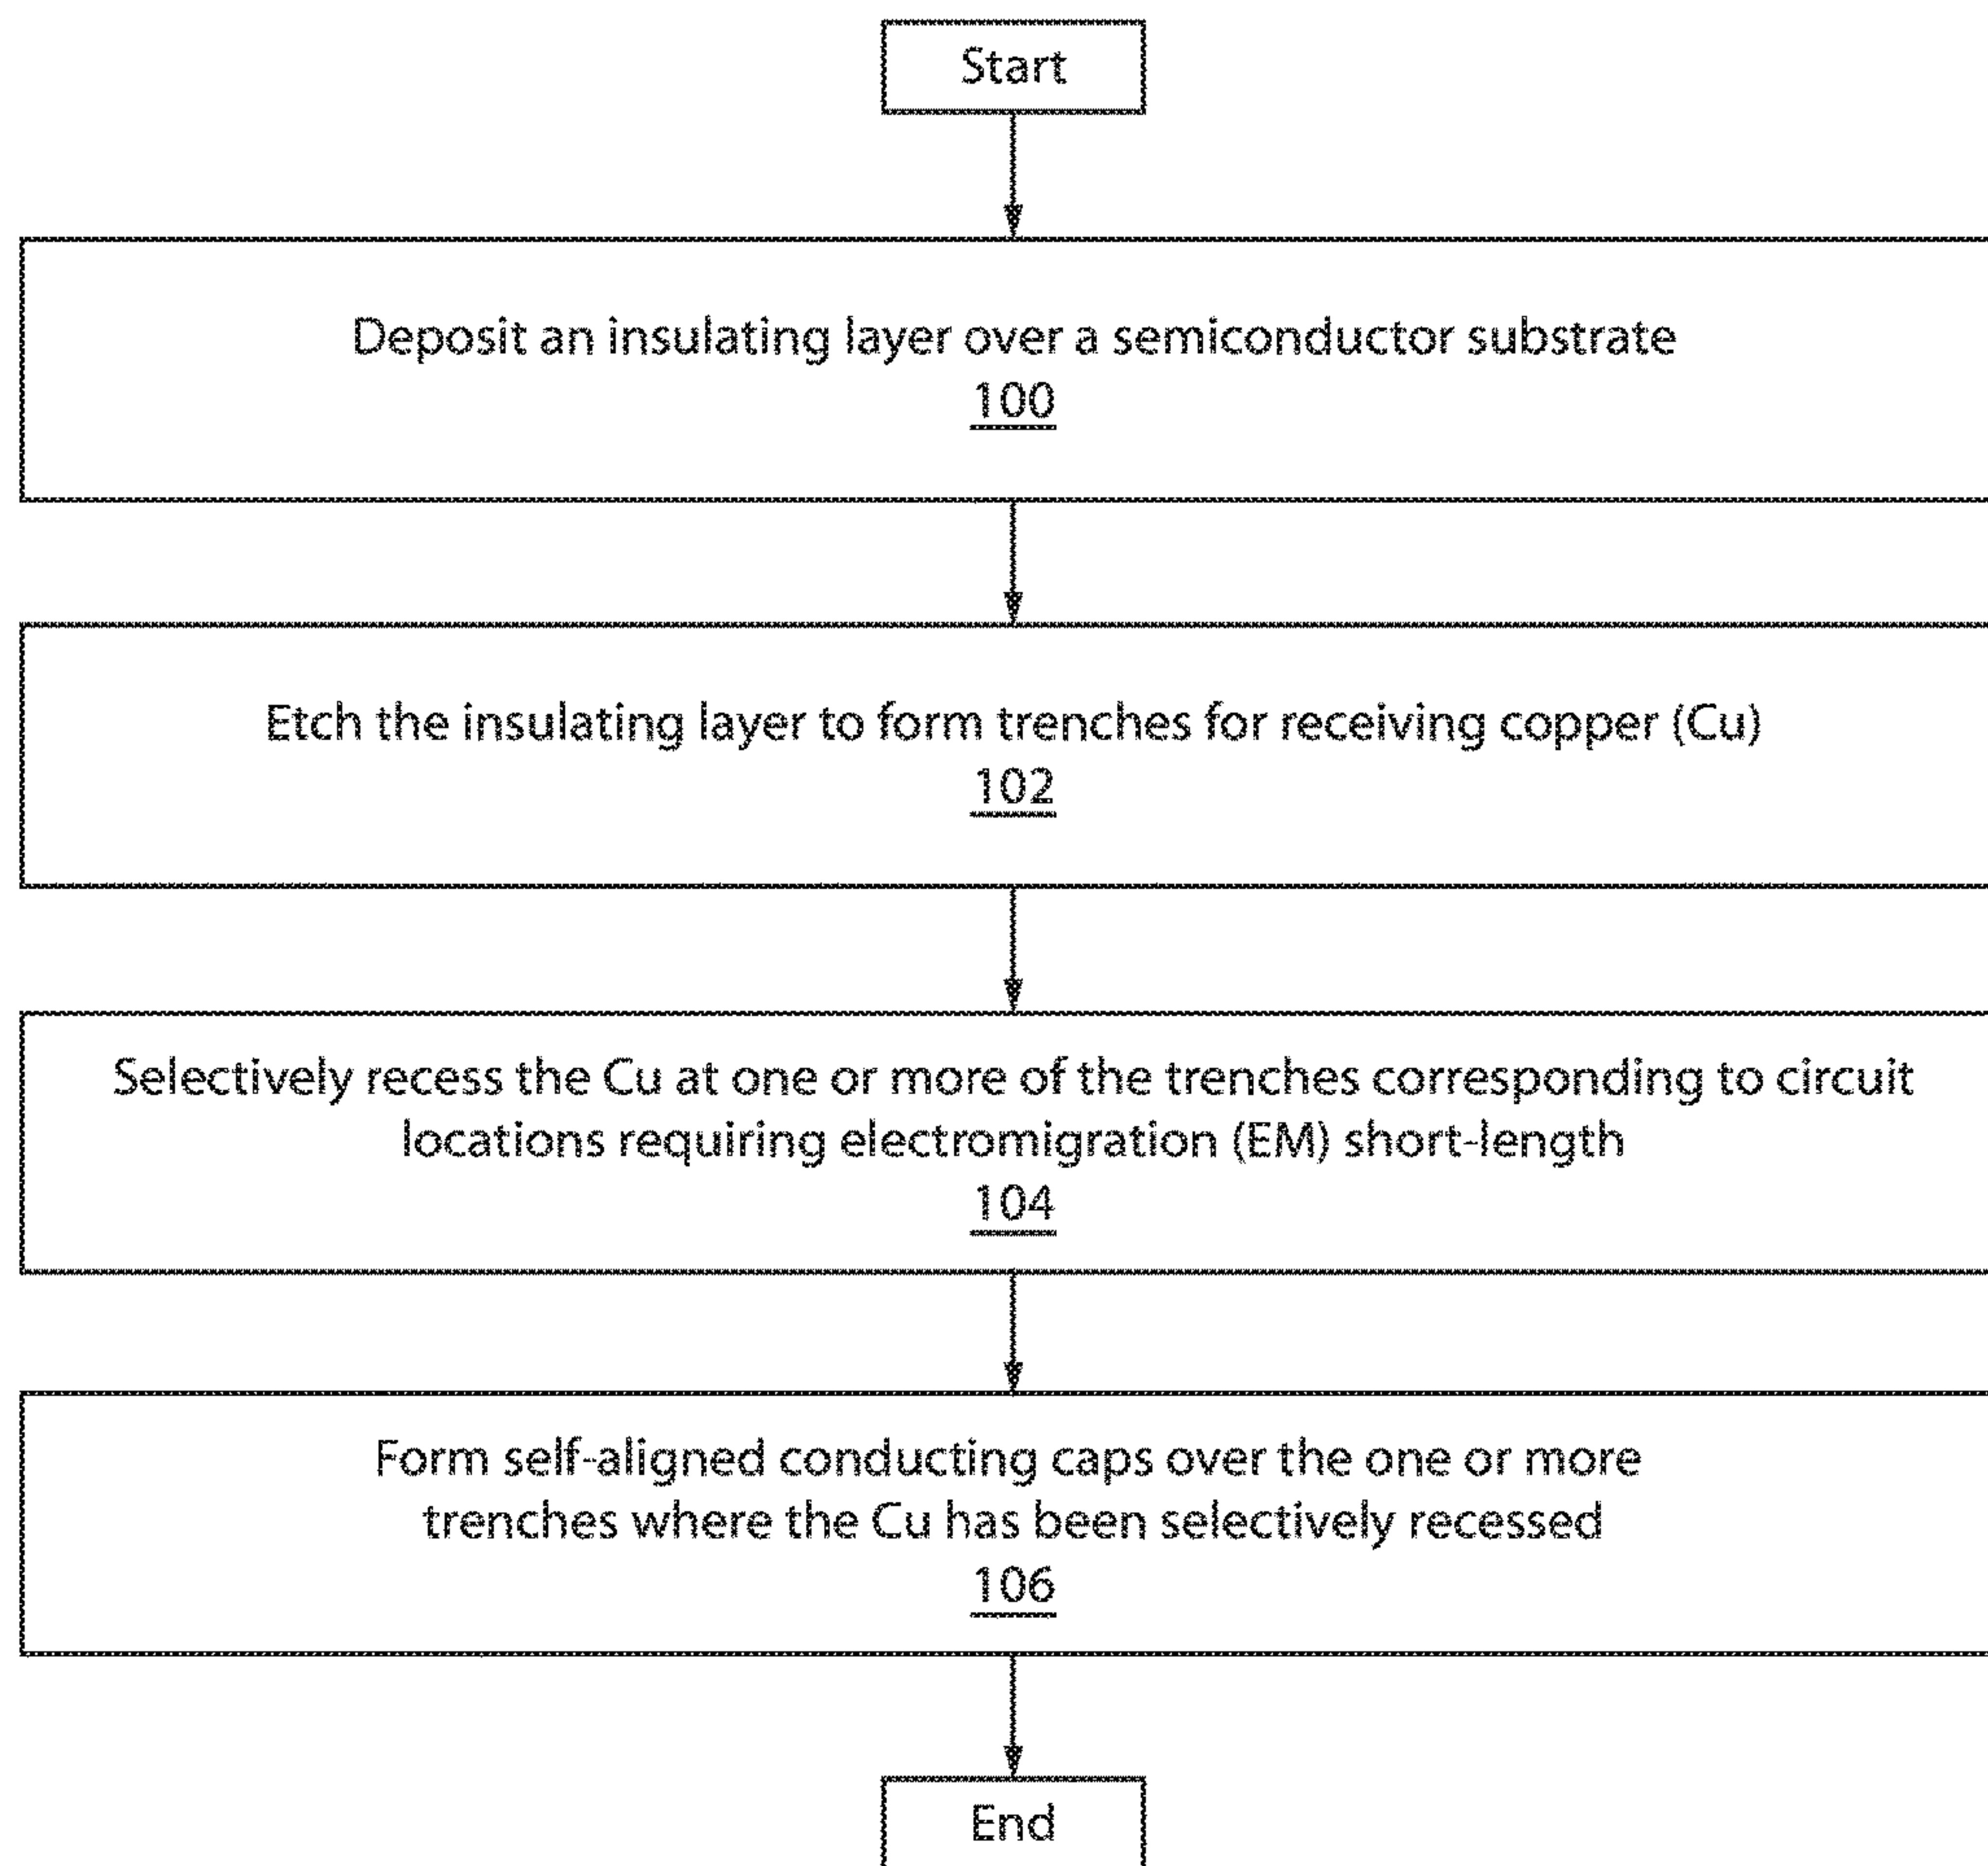 Start
Deposit an insulating layer over a semiconductor substrate
100
Etch the insulating layer to form trenches for receiving copper (Cu)
102
Selectively recess the Cu at one or more of the trenches corresponding to circuit
locations requiring electromigration (EM) short-length
104
Form self-aligned conducting caps over the one or more
trenches where the Cu has been selectively recessed
106
End